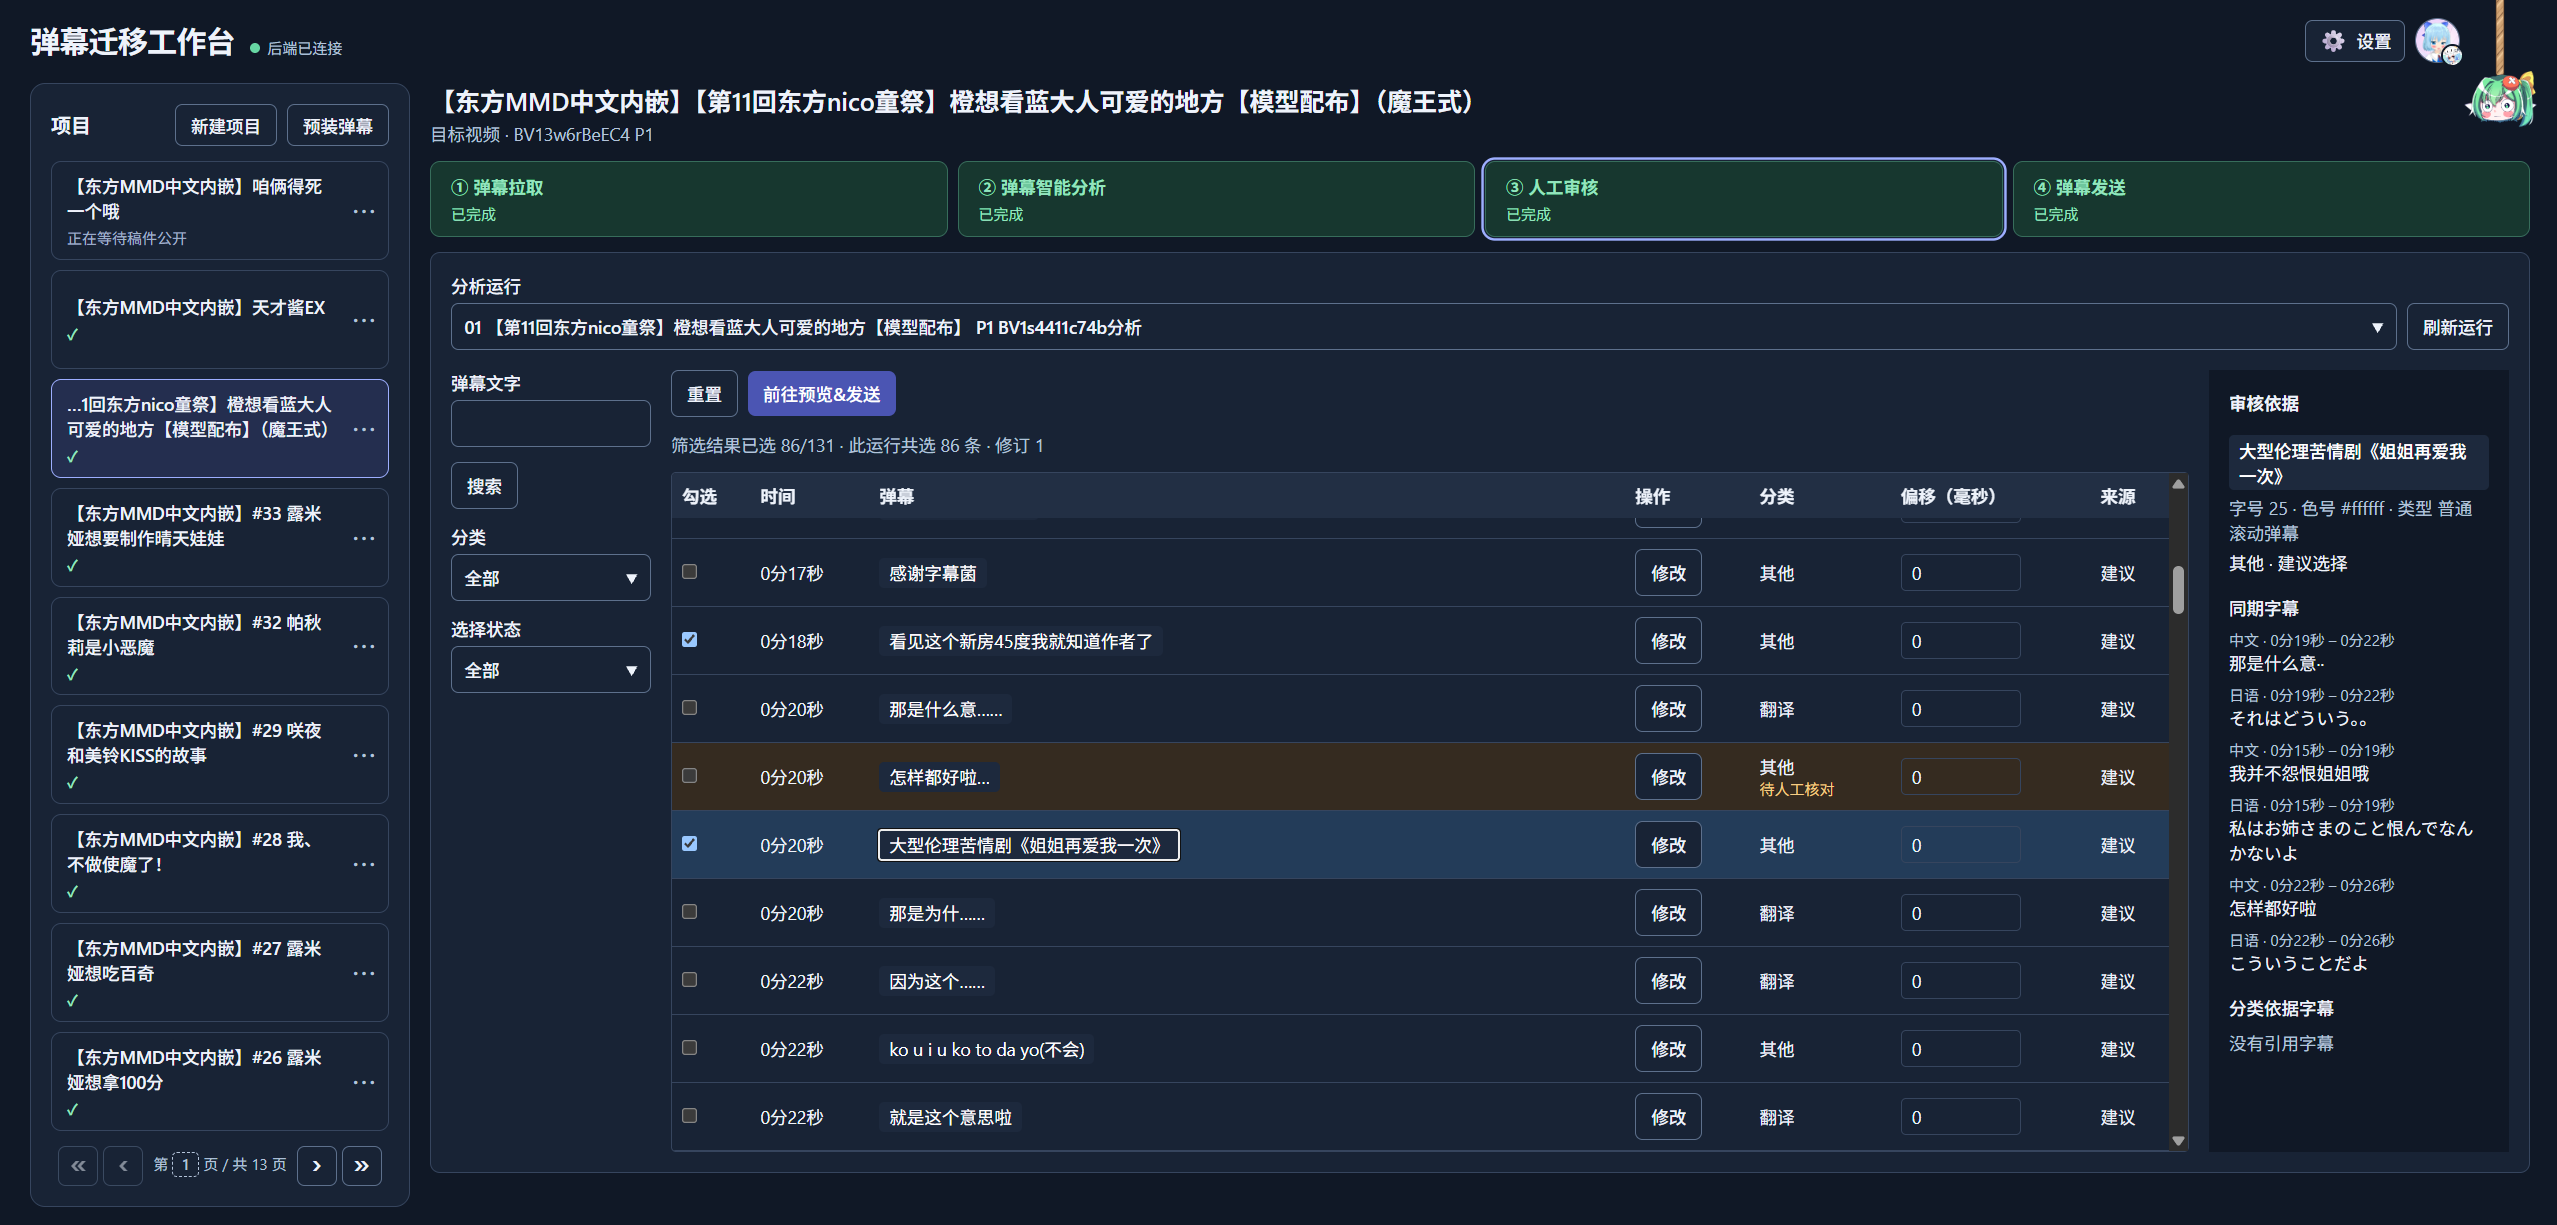 弹幕迁移工作台
后端已连接
设置
项目
新建项目
预装弹幕
【东方MMD中文内嵌】咱俩得死
一个哦
正在等待稿件公开
【东方MMD中文内嵌】天才酱EX
✓
...1回东方nico童祭】橙想看蓝大人
可爱的地方【模型配布】（魔王式）
✓
【东方MMD中文内嵌】#33 露米
娅想要制作晴天娃娃
✓
【东方MMD中文内嵌】#32 帕秋
莉是小恶魔
✓
【东方MMD中文内嵌】#29 咲夜
和美铃KISS的故事
✓
【东方MMD中文内嵌】#28 我、
不做使魔了！
✓
【东方MMD中文内嵌】#27 露米
娅想吃百奇
✓
【东方MMD中文内嵌】#26 露米
娅想拿100分
✓
« ‹ 第 1 页 / 共 13 页 › »
【东方MMD中文内嵌】【第11回东方nico童祭】橙想看蓝大人可爱的地方【模型配布】（魔王式）
目标视频 · BV13w6rBeEC4 P1
① 弹幕拉取
已完成
② 弹幕智能分析
已完成
③ 人工审核
已完成
④ 弹幕发送
已完成
分析运行
01 【第11回东方nico童祭】橙想看蓝大人可爱的地方【模型配布】 P1 BV1s4411c74b分析
刷新运行
弹幕文字
搜索
分类
全部
选择状态
全部
重置
前往预览&发送
筛选结果已选 86/131 · 此运行共选 86 条 · 修订 1
勾选 时间 弹幕 操作 分类 偏移（毫秒） 来源
0分17秒 感谢字幕菌 修改 其他 0 建议
0分18秒 看见这个新房45度我就知道作者了 修改 其他 0 建议
0分20秒 那是什么意...... 修改 翻译 0 建议
0分20秒 怎样都好啦... 修改 其他 0 建议
待人工核对
0分20秒 大型伦理苦情剧《姐姐再爱我一次》 修改 其他 0 建议
0分20秒 那是为什...... 修改 翻译 0 建议
0分22秒 因为这个...... 修改 翻译 0 建议
0分22秒 ko u i u ko to da yo(不会) 修改 其他 0 建议
0分22秒 就是这个意思啦 修改 翻译 0 建议
审核依据
大型伦理苦情剧《姐姐再爱我
一次》
字号 25 · 色号 #ffffff · 类型 普通
滚动弹幕
其他 · 建议选择
同期字幕
中文 · 0分19秒 – 0分22秒
那是什么意··
日语 · 0分19秒 – 0分22秒
それはどういう｡｡
中文 · 0分15秒 – 0分19秒
我并不怨恨姐姐哦
日语 · 0分15秒 – 0分19秒
私はお姉さまのこと恨んでなん
かないよ
中文 · 0分22秒 – 0分26秒
怎样都好啦
日语 · 0分22秒 – 0分26秒
こういうことだよ
分类依据字幕
没有引用字幕